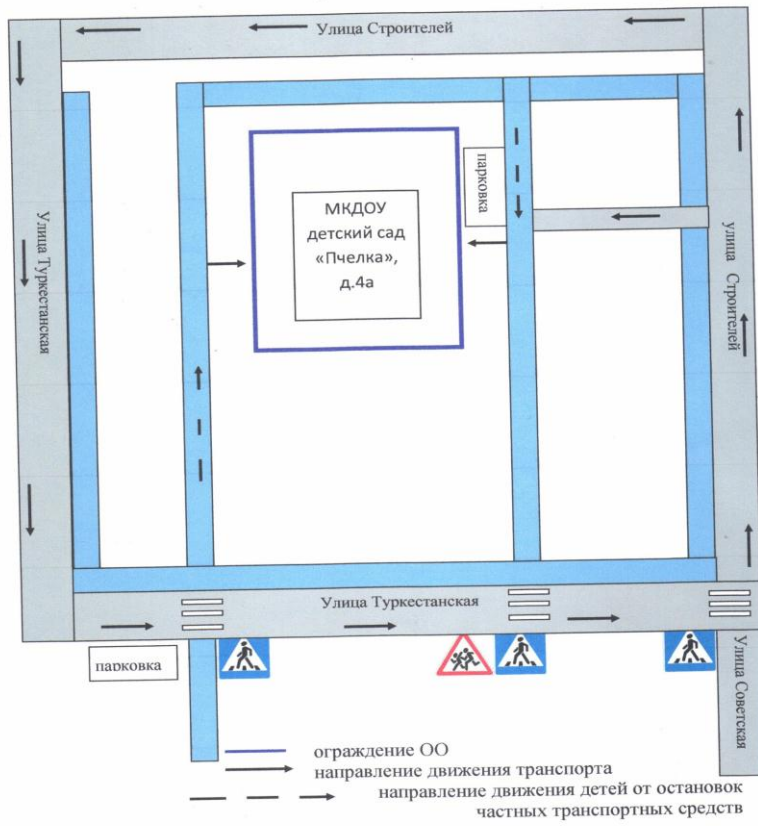 Улица Строителей
Улица Туркестанская
парковка
МКДОУ
детский сад
«Пчелка»,
д.4а
улица Строителей
Улица Туркестанская
парковка
Улица Советская
ограждение ОО
направление движения транспорта
направление движения детей от остановок
частных транспортных средств